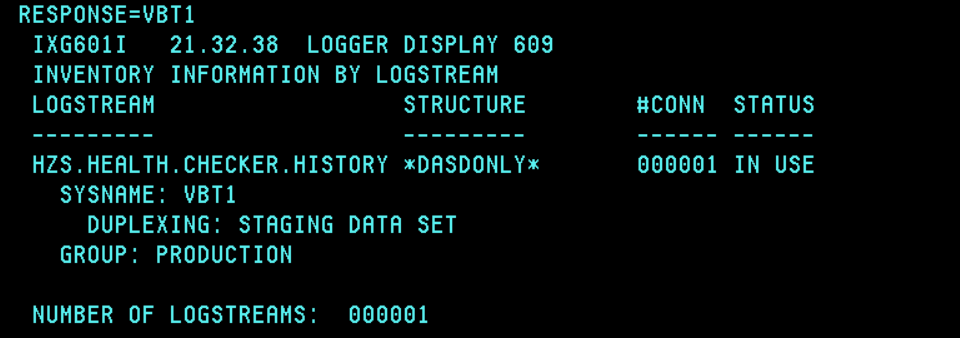 RESPONSE=VBT1
IXG601I   21.32.38  LOGGER DISPLAY 609
INVENTORY INFORMATION BY LOGSTREAM
LOGSTREAM                  STRUCTURE        #CONN  STATUS
---------                  ---------        ------ ------
HZS.HEALTH.CHECKER.HISTORY *DASDONLY*       000001 IN USE
  SYSNAME: VBT1
    DUPLEXING: STAGING DATA SET
  GROUP: PRODUCTION
NUMBER OF LOGSTREAMS:  000001